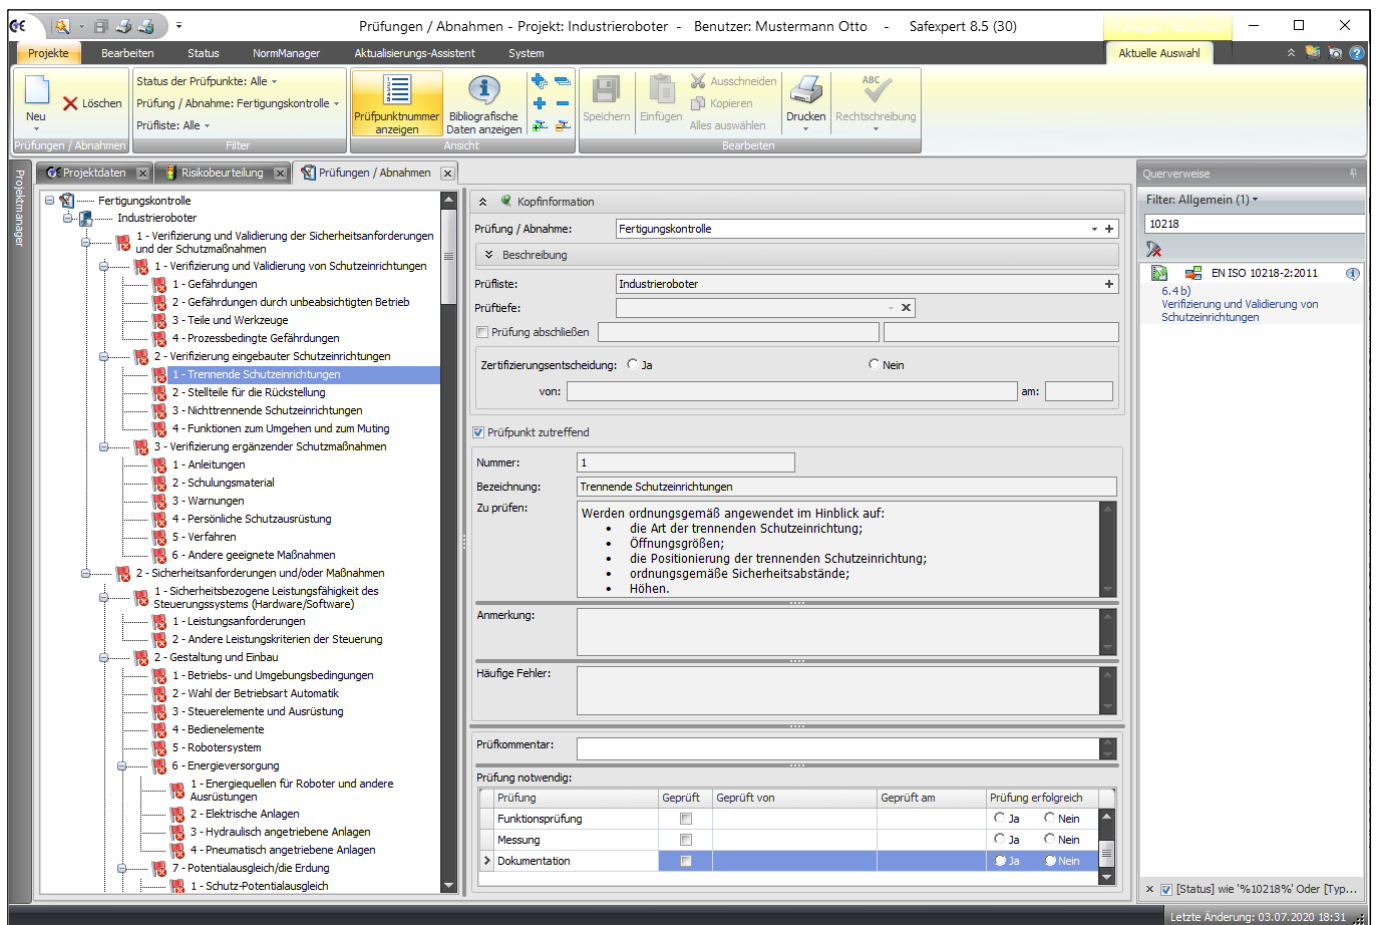 Prüfungen / Abnahmen - Projekt: Industrieroboter - Benutzer: Mustermann Otto - Safexpert 8.5 (30)
Projekte Bearbeiten Status NormManager Aktualisierungs-Assistent System Aktuelle Auswahl
Neu
Löschen
Prüfungen / Abnahmen
Status der Prüfpunkte: Alle
Prüfung / Abnahme: Fertigungskontrolle
Prüfliste: Alle
Filter
Prüfpunktnummer
anzeigen
Bibliografische
Daten anzeigen
Ansicht
Speichern
Einfügen
Ausschneiden
Kopieren
Alles auswählen
Drucken
ABC
Rechtschreibung
Bearbeiten
Projektmanager
Projektdaten
Risikobeurteilung
Prüfungen / Abnahmen
Fertigungskontrolle
Industrieroboter
1 - Verifizierung und Validierung der Sicherheitsanforderungen
und der Schutzmaßnahmen
1 - Verifizierung und Validierung von Schutzeinrichtungen
1 - Gefährdungen
2 - Gefährdungen durch unbeabsichtigten Betrieb
3 - Teile und Werkzeuge
4 - Prozessbedingte Gefährdungen
2 - Verifizierung eingebauter Schutzeinrichtungen
1 - Trennende Schutzeinrichtungen
2 - Stellteile für die Rückstellung
3 - Nichttrennende Schutzeinrichtungen
4 - Funktionen zum Umgehen und zum Muting
3 - Verifizierung ergänzender Schutzmaßnahmen
1 - Anleitungen
2 - Schulungsmaterial
3 - Warnungen
4 - Persönliche Schutzausrüstung
5 - Verfahren
6 - Andere geeignete Maßnahmen
2 - Sicherheitsanforderungen und/oder Maßnahmen
1 - Sicherheitsbezogene Leistungsfähigkeit des
Steuerungssystems (Hardware/Software)
1 - Leistungsanforderungen
2 - Andere Leistungskriterien der Steuerung
2 - Gestaltung und Einbau
1 - Betriebs- und Umgebungsbedingungen
2 - Wahl der Betriebsart Automatik
3 - Steuerelemente und Ausrüstung
4 - Bedienelemente
5 - Robotersystem
6 - Energieversorgung
1 - Energiequellen für Roboter und andere
Ausrüstungen
2 - Elektrische Anlagen
3 - Hydraulisch angetriebene Anlagen
4 - Pneumatisch angetriebene Anlagen
7 - Potentialausgleich/die Erdung
1 - Schutz-Potentialausgleich
Kopfinformation
Prüfung / Abnahme: Fertigungskontrolle
Beschreibung
Prüfliste: Industrieroboter
Prüftiefe:
Prüfung abschließen
Zertifizierungsentscheidung: Ja Nein
von: am:
Prüfpunkt zutreffend
Nummer: 1
Bezeichnung: Trennende Schutzeinrichtungen
Zu prüfen: Werden ordnungsgemäß angewendet im Hinblick auf:
• die Art der trennenden Schutzeinrichtung;
• Öffnungsgrößen;
• die Positionierung der trennenden Schutzeinrichtung;
• ordnungsgemäße Sicherheitsabstände;
• Höhen.
Anmerkung:
Häufige Fehler:
Prüfkommentar:
Prüfung notwendig:
Prüfung Geprüft Geprüft von Geprüft am Prüfung erfolgreich
Funktionsprüfung Ja Nein
Messung Ja Nein
Dokumentation Ja Nein
Querverweise
Filter: Allgemein (1)
10218
EN ISO 10218-2:2011
6.4 b)
Verifizierung und Validierung von
Schutzeinrichtungen
[Status] wie '%10218%' Oder [Typ...
Letzte Änderung: 03.07.2020 18:31